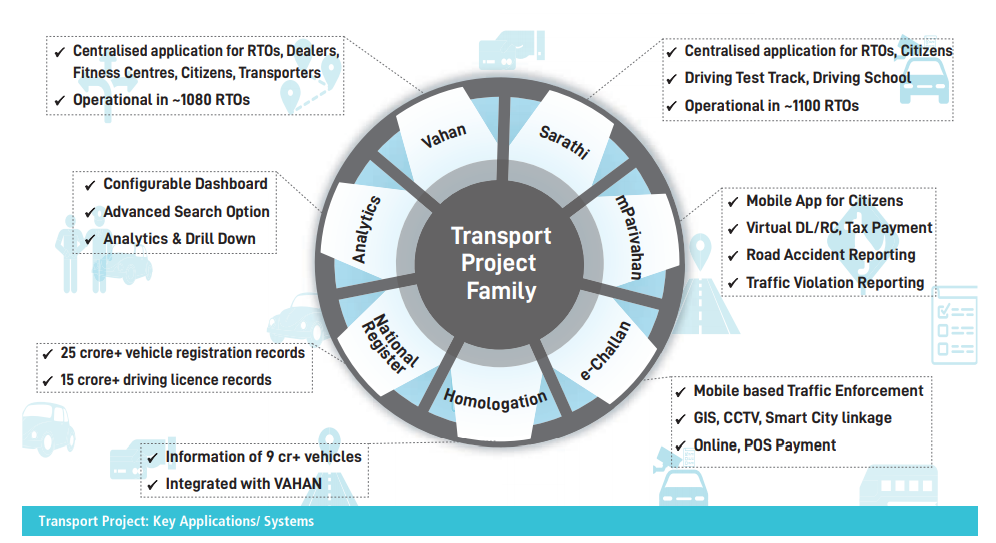 ✓ Centralised application for RTOs, Dealers,
Fitness Centres, Citizens, Transporters
✓ Operational in ~1080 RTOs
✓ Centralised application for RTOs, Citizens
✓ Driving Test Track, Driving School
✓ Operational in ~1100 RTOs
✓ Configurable Dashboard
✓ Advanced Search Option
✓ Analytics & Drill Down
✓ Mobile App for Citizens
✓ Virtual DL/RC, Tax Payment
✓ Road Accident Reporting
✓ Traffic Violation Reporting
Vahan
Sarathi
mParivahan
e-Challan
Homologation
National
Register
Analytics
Transport
Project
Family
✓ 25 crore+ vehicle registration records
✓ 15 crore+ driving licence records
✓ Mobile based Traffic Enforcement
✓ GIS, CCTV, Smart City linkage
✓ Online, POS Payment
✓ Information of 9 cr+ vehicles
✓ Integrated with VAHAN
Transport Project: Key Applications/ Systems